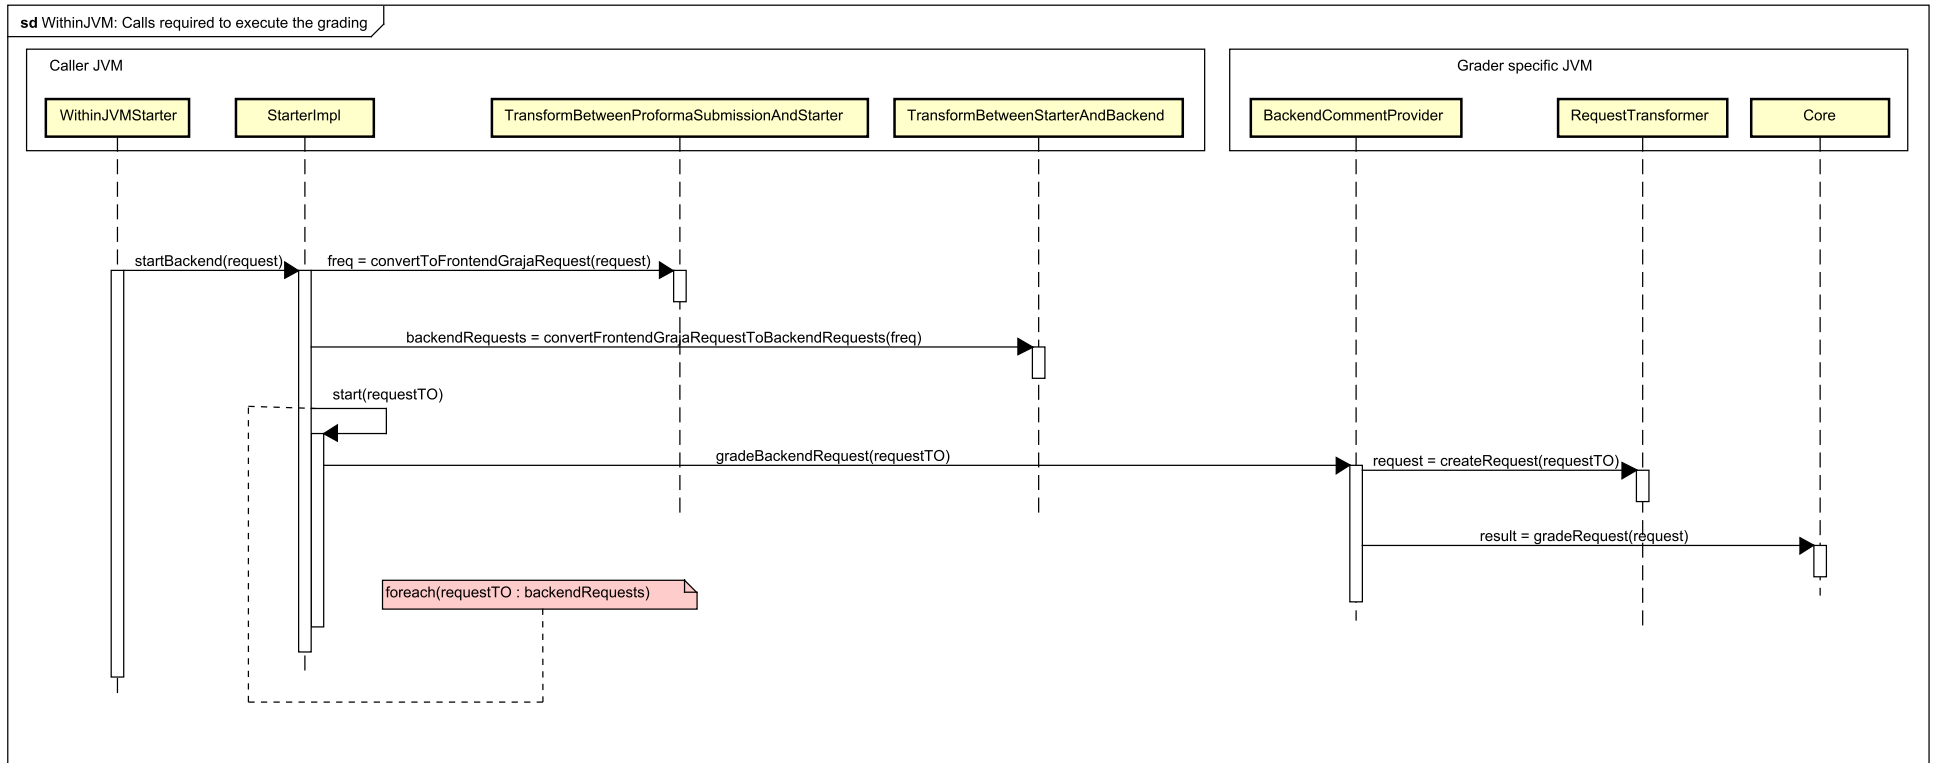 sd WithinJVM: Calls required to execute the grading
Caller JVM
Grader specific JVM
WithinJVMStarter
StarterImpl
TransformBetweenProformaSubmissionAndStarter
TransformBetweenStarterAndBackend
BackendCommentProvider
RequestTransformer
Core
startBackend(request)
freq = convertToFrontendGrajaRequest(request)
backendRequests = convertFrontendGrajaRequestToBackendRequests(freq)
start(requestTO)
gradeBackendRequest(requestTO)
request = createRequest(requestTO)
result = gradeRequest(request)
foreach(requestTO : backendRequests)